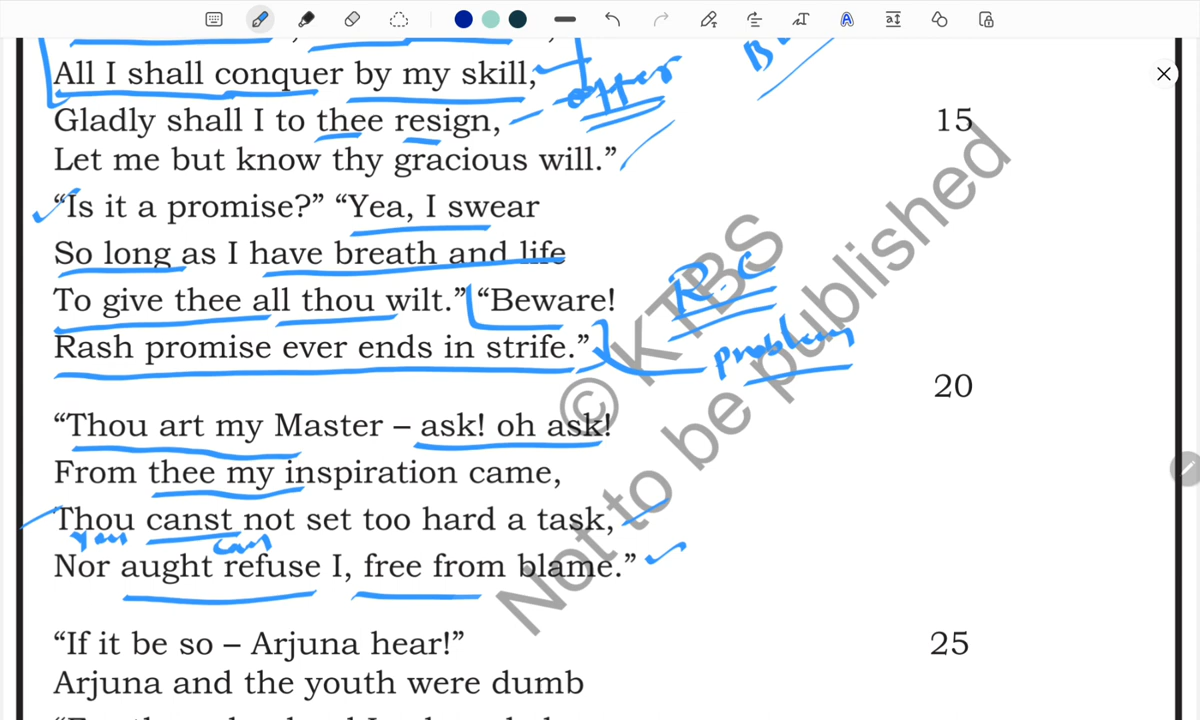 All I shall conquer by my skill,
offer
B
Gladly shall I to thee resign,
15
Let me but know thy gracious will.”
“Is it a promise?” “Yea, I swear
So long as I have breath and life
To give thee all thou wilt.” “Beware!
R.C
Rash promise ever ends in strife.”
problem
20
“Thou art my Master – ask! oh ask!
From thee my inspiration came,
Thou canst not set too hard a task,
you can
Nor aught refuse I, free from blame.”
“If it be so – Arjuna hear!”
25
Arjuna and the youth were dumb
© KTBS
Not to be published